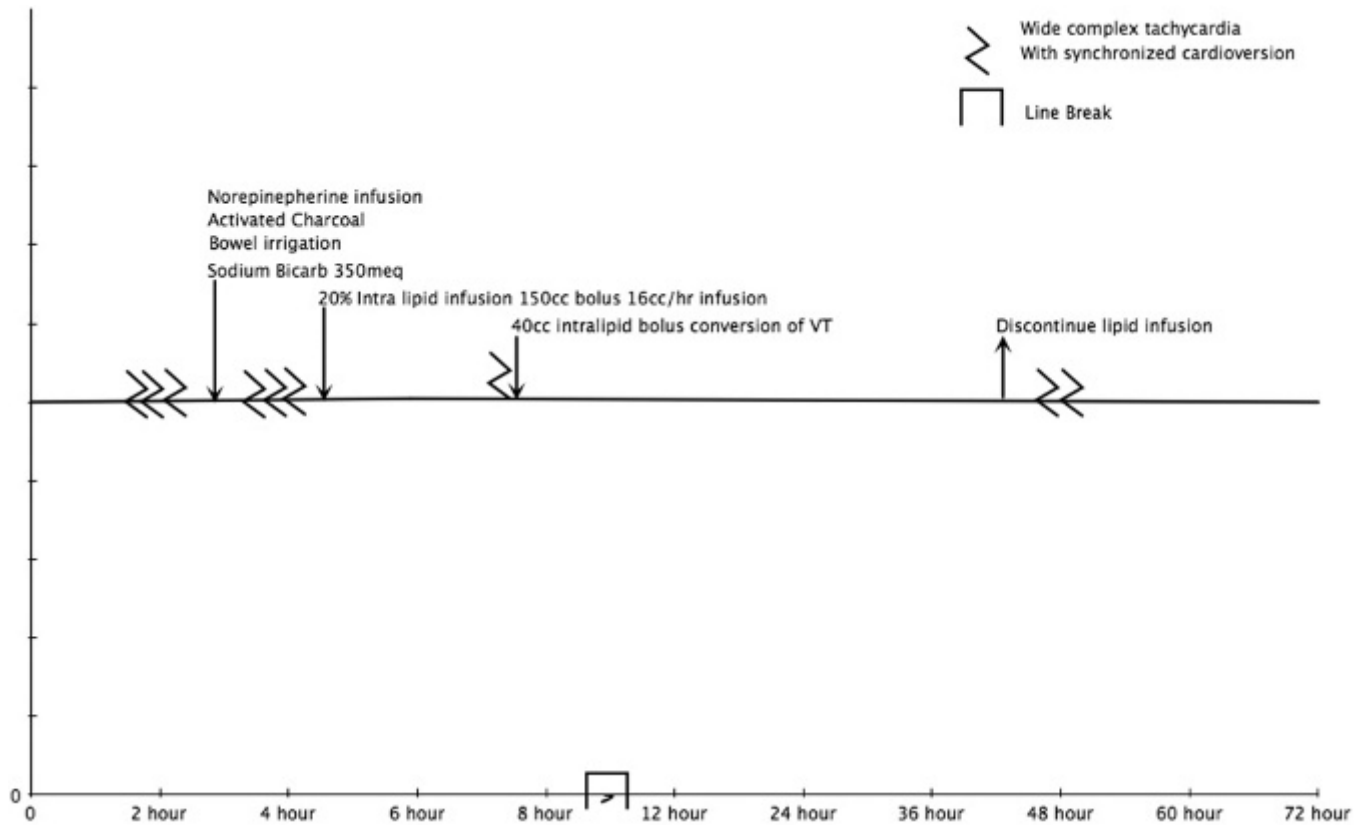 Wide complex tachycardia
With synchronized cardioversion
Line Break
Norepinepherine infusion
Activated Charcoal
Bowel irrigation
Sodium Bicarb 350meq
20% Intra lipid infusion 150cc bolus 16cc/hr infusion
40cc intralipid bolus conversion of VT
Discontinue lipid infusion
0
0
2 hour
4 hour
6 hour
8 hour
12 hour
24 hour
36 hour
48 hour
60 hour
72 hour